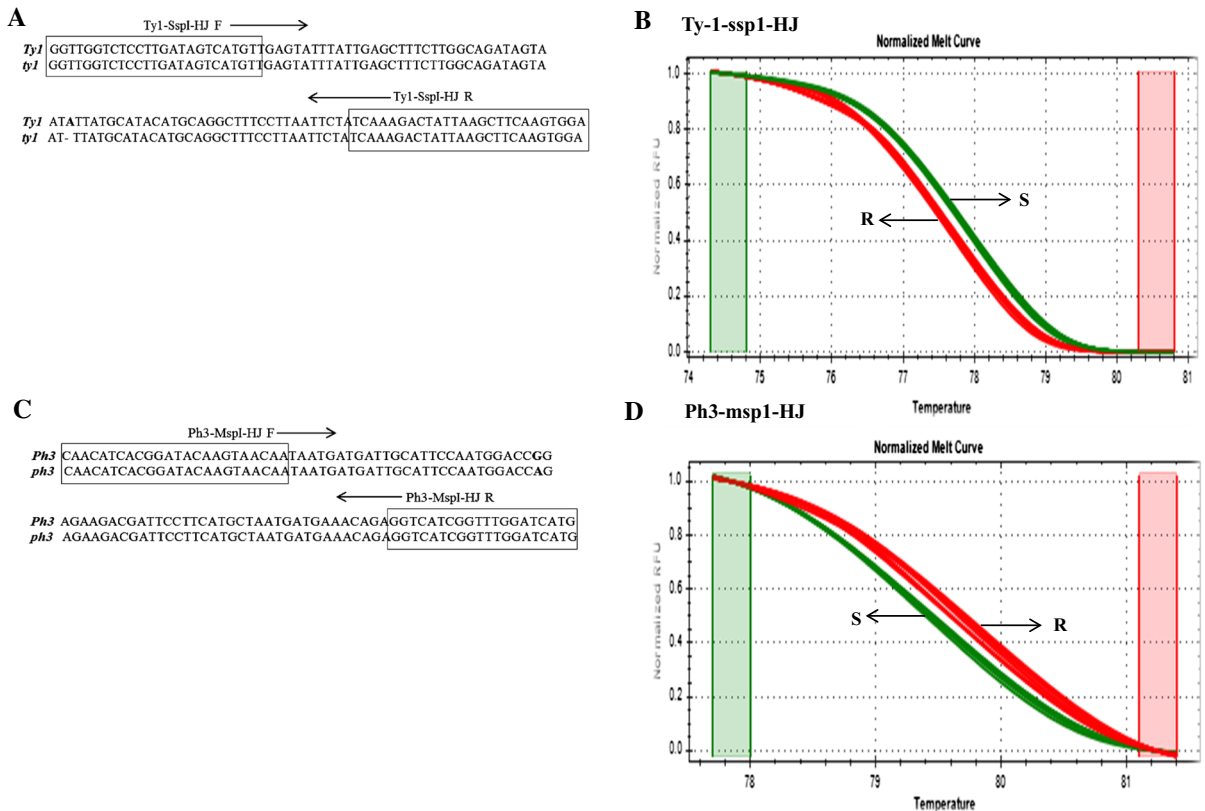 A
Ty1-SspI-HJ F
Ty1 GGTTGGTCTCCTTGATAGTCATGTTGAGTATTTATTGAGCTTTCTTGGCAGATAGTA
ty1 GGTTGGTCTCCTTGATAGTCATGTTGAGTATTTATTGAGCTTTCTTGGCAGATAGTA
Ty1-SspI-HJ R
Ty1 ATATTATGCATACATGCAGGCTTTCCTTAATTCTATCAAAGACTATTAAGCTTCAAGTGGA
ty1 AT- TTATGCATACATGCAGGCTTTCCTTAATTCTATCAAAGACTATTAAGCTTCAAGTGGA
B Ty-1-ssp1-HJ
Normalized Melt Curve
Normalized RFU
1.0
0.8
0.6
0.4
0.2
0.0
S
R
74 75 76 77 78 79 80 81
Temperature
C
Ph3-MspI-HJ F
Ph3 CAACATCACGGATACAAGTAACAATAATGATGATTGCATTCCAATGGACCGG
ph3 CAACATCACGGATACAAGTAACAATAATGATGATTGCATTCCAATGGACCAG
Ph3-MspI-HJ R
Ph3 AGAAGACGATTCCTTCATGCTAATGATGAAACAGAGGTCATCGGTTTGGATCATG
ph3 AGAAGACGATTCCTTCATGCTAATGATGAAACAGAGGTCATCGGTTTGGATCATG
D Ph3-msp1-HJ
Normalized Melt Curve
Normalized RFU
1.0
0.8
0.6
0.4
0.2
0.0
S
R
78 79 80 81
Temperature